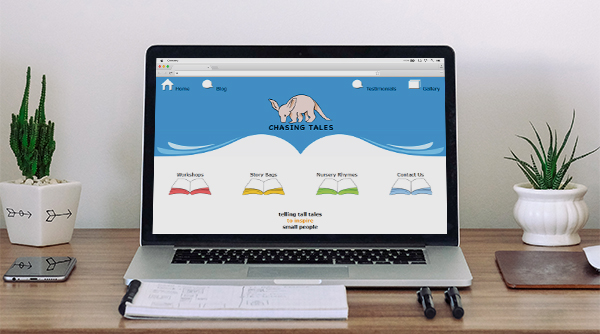 Home
Blog
Testimonials
Gallery
CHASING TALES
Workshops
Story Bags
Nursery Rhymes
Contact Us
telling tall tales
to inspire
small people